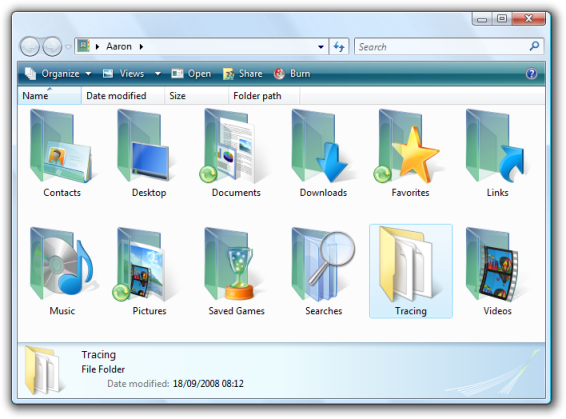 Aaron
Search
Organize Views Open Share Burn
Name Date modified Size Folder path
Contacts Desktop Documents Downloads Favorites Links
Music Pictures Saved Games Searches Tracing Videos
Tracing
File Folder
Date modified: 18/09/2008 08:12